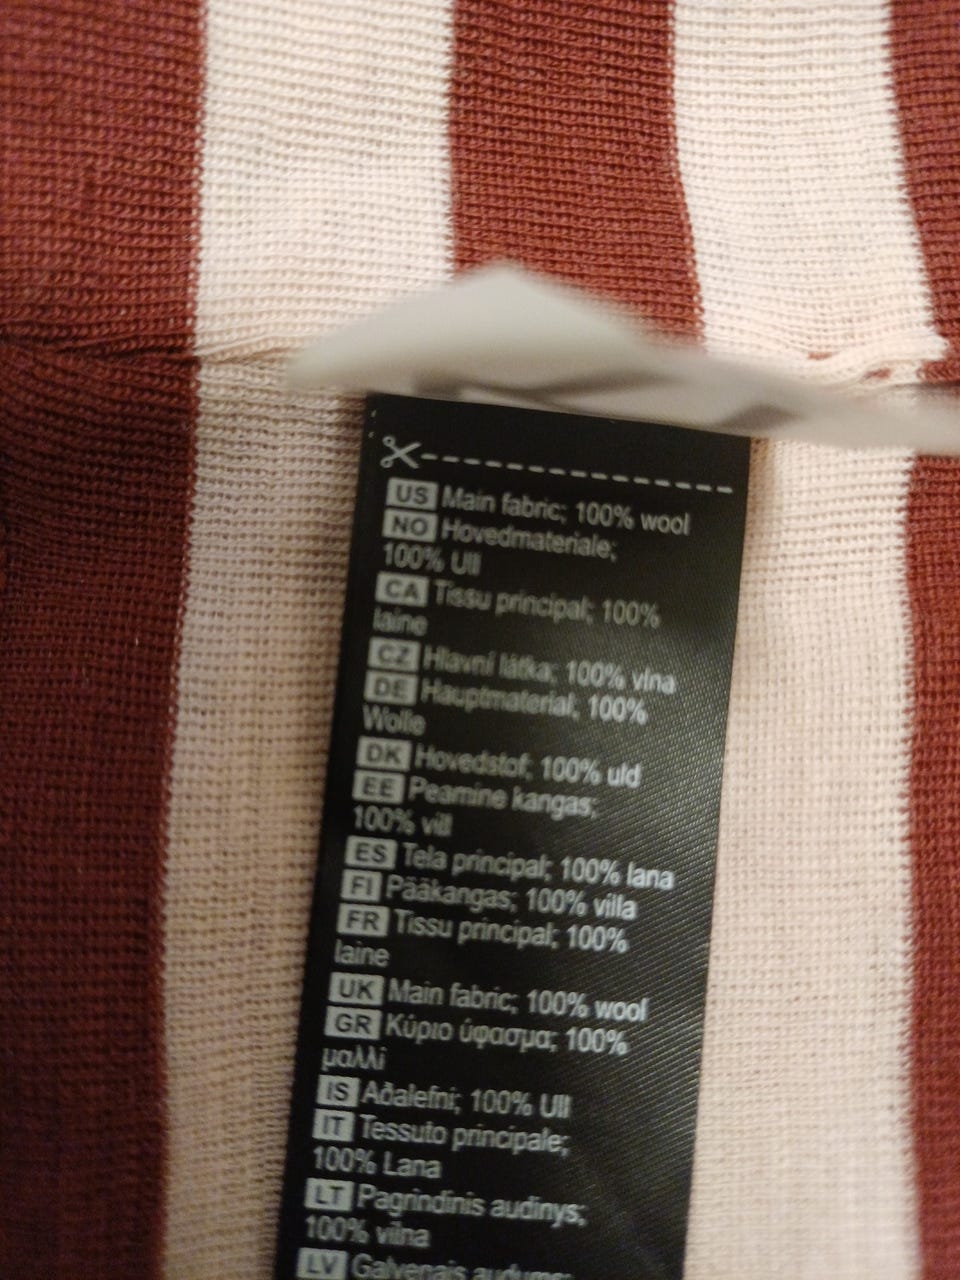 US Main fabric; 100% wool
NO Hovedmateriale;
100% Ull
CA Tissu principal; 100%
laine
CZ Hlavní látka; 100% vlna
DE Hauptmaterial, 100%
Wolle
DK Hovedstof; 100% uld
EE Peamine kangas;
100% vill
ES Tela principal; 100% lana
FI Pääkangas; 100% villa
FR Tissu principal; 100%
laine
UK Main fabric; 100% wool
GR Κύριο ύφασμα; 100%
μαλλί
IS Aðalefni; 100% Ull
IT Tessuto principale;
100% Lana
LT Pagrindinis audinys;
100% vilna
LV Galvenais audums;